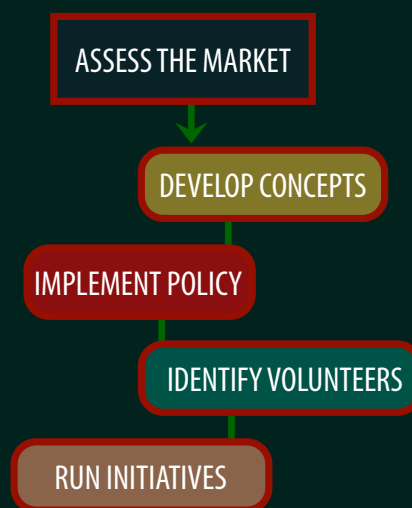 ASSESS THE MARKET
DEVELOP CONCEPTS
IMPLEMENT POLICY
IDENTIFY VOLUNTEERS
RUN INITIATIVES